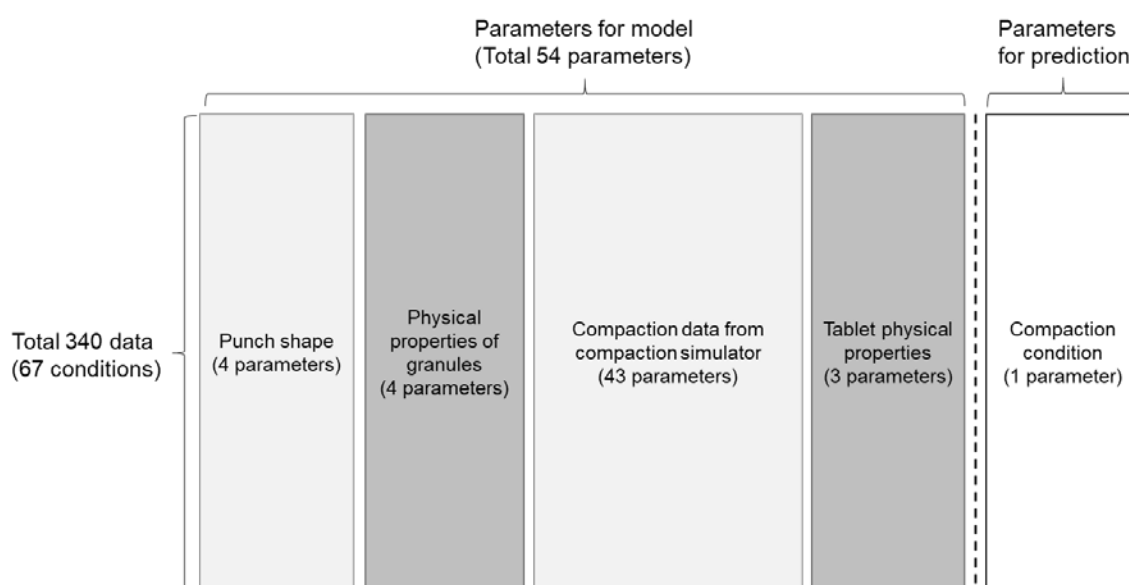 Parameters for model
(Total 54 parameters)
Parameters
for prediction
Total 340 data
(67 conditions)
Punch shape
(4 parameters)
Physical
properties of
granules
(4 parameters)
Compaction data from
compaction simulator
(43 parameters)
Tablet physical
properties
(3 parameters)
Compaction
condition
(1 parameter)